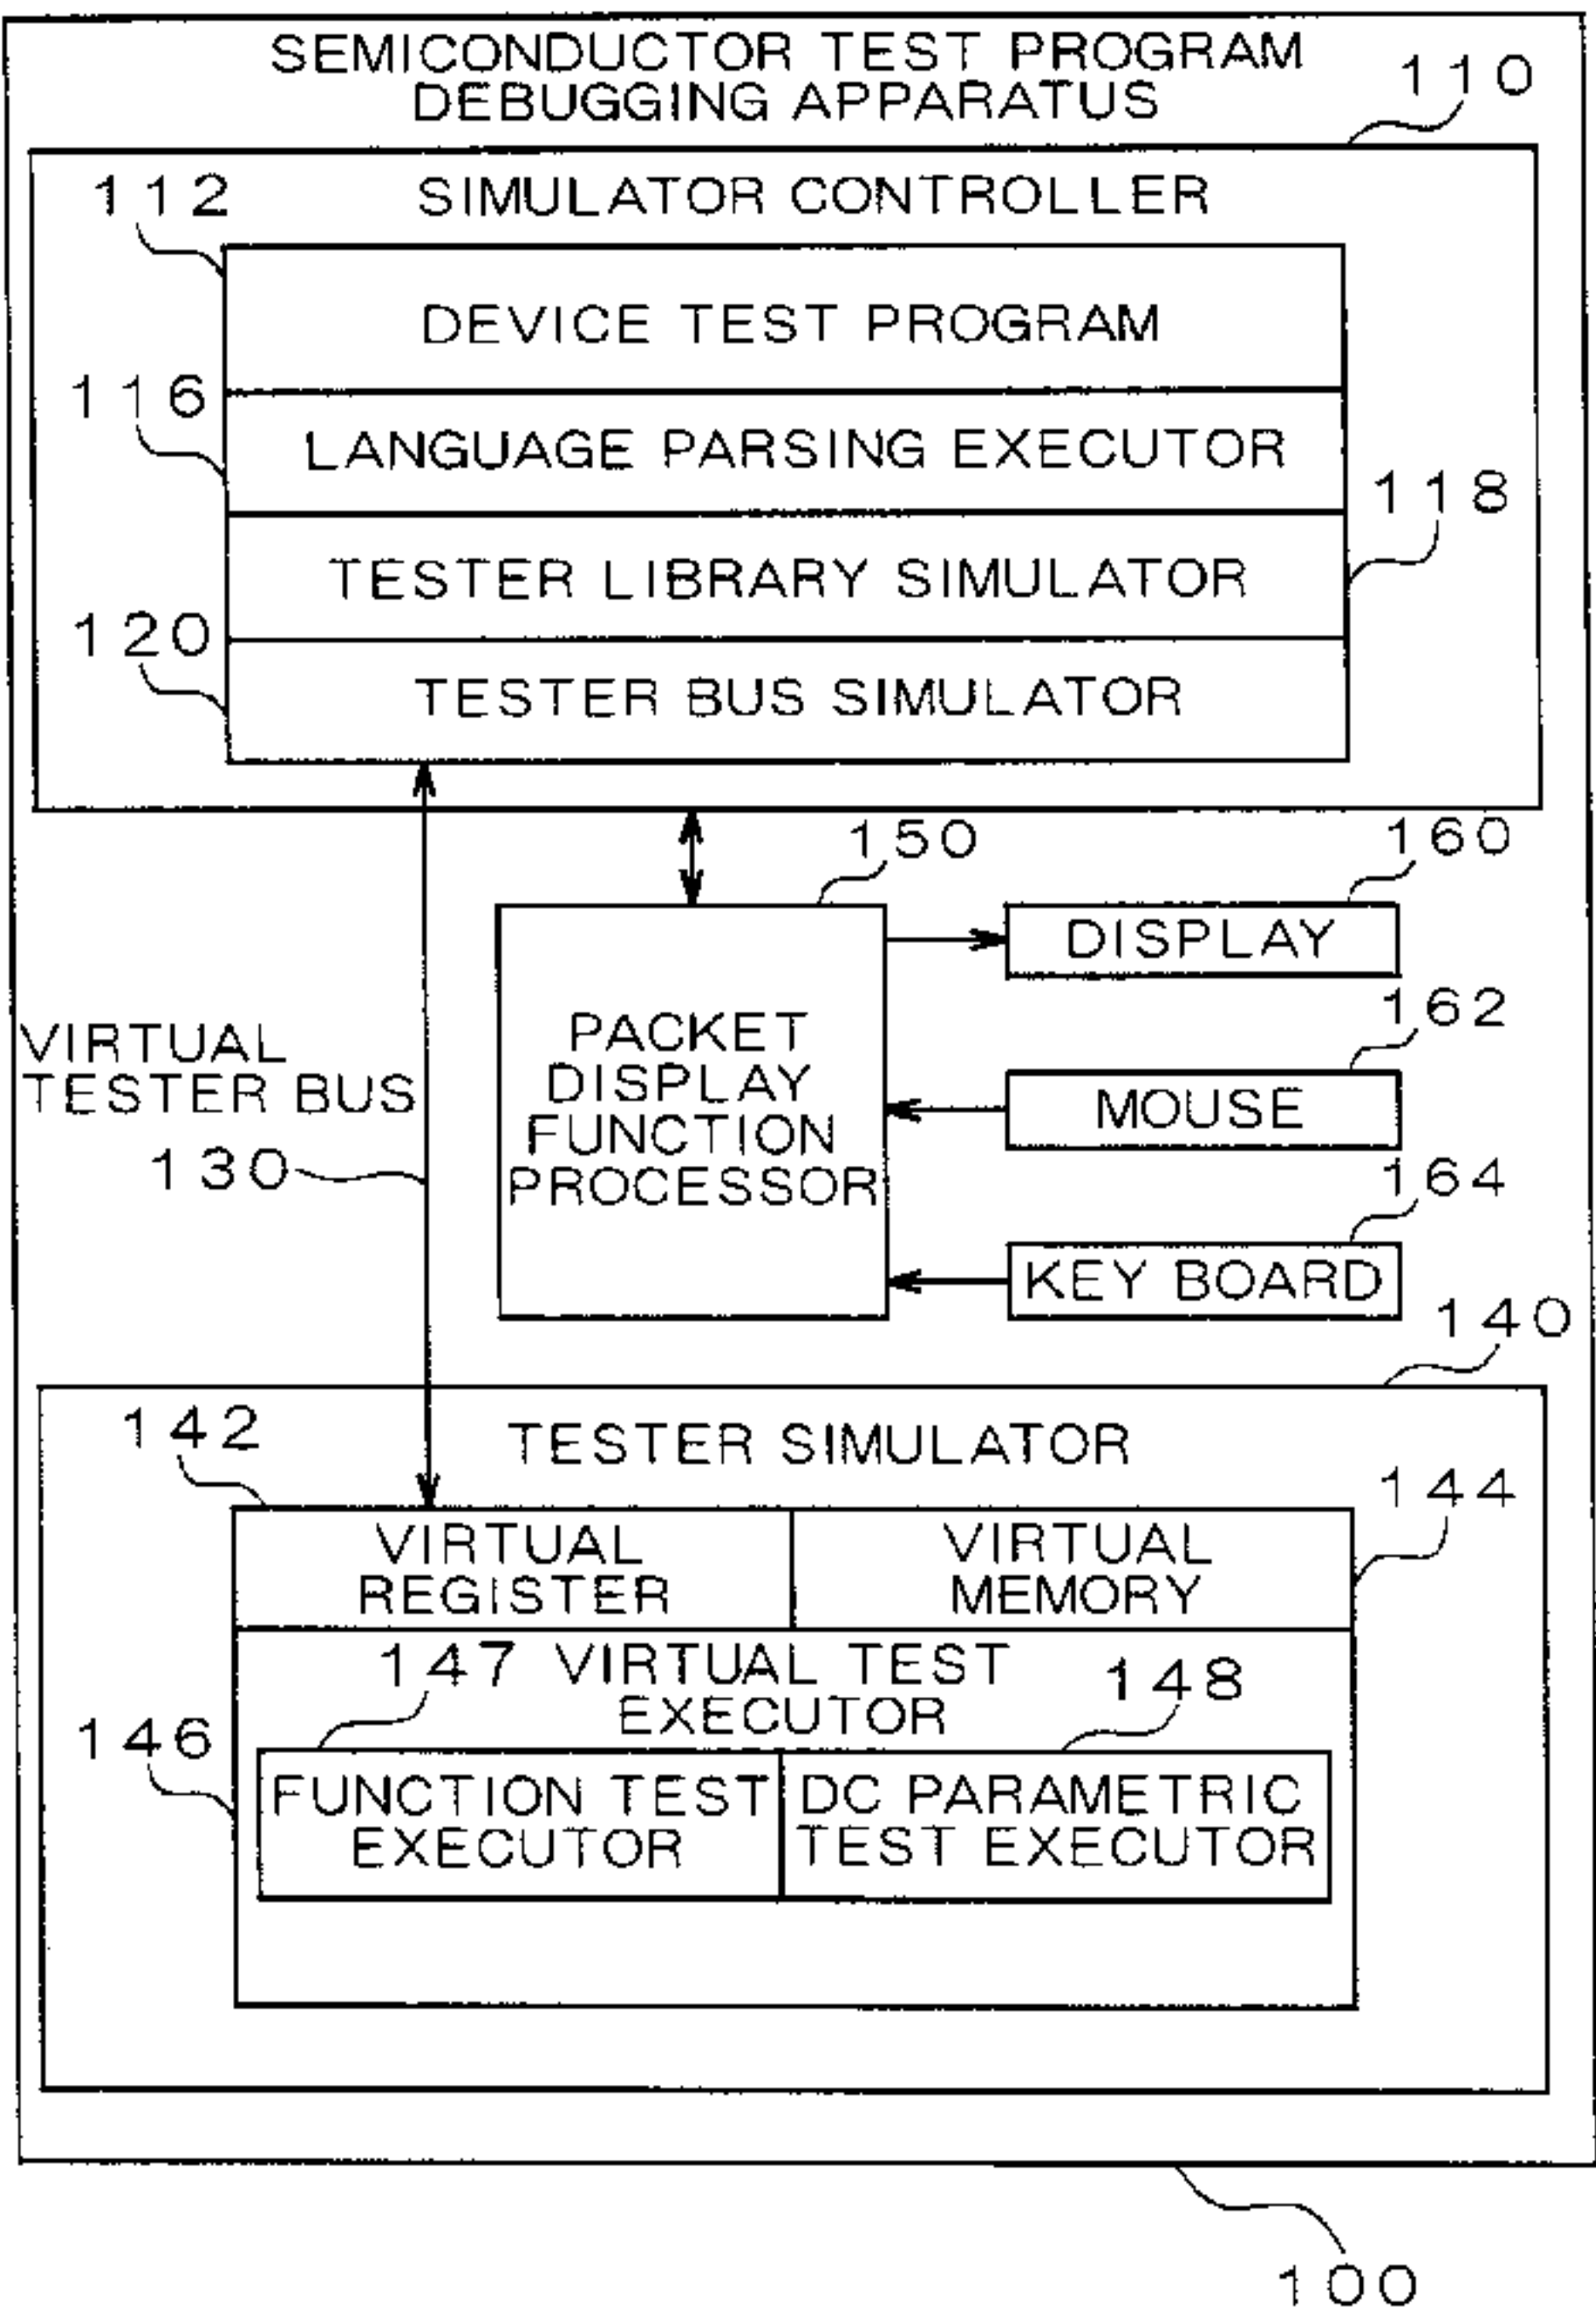 SEMICONDUCTOR TEST PROGRAM
DEBUGGING APPARATUS
110
112
SIMULATOR CONTROLLER
DEVICE TEST PROGRAM
116
LANGUAGE PARSING EXECUTOR
118
TESTER LIBRARY SIMULATOR
120
TESTER BUS SIMULATOR
150
160
DISPLAY
162
VIRTUAL
TESTER BUS
130
PACKET
DISPLAY
FUNCTION
PROCESSOR
MOUSE
164
KEY BOARD
140
142
TESTER SIMULATOR
144
VIRTUAL
REGISTER
VIRTUAL
MEMORY
147
VIRTUAL TEST
EXECUTOR
148
146
FUNCTION TEST
EXECUTOR
DC PARAMETRIC
TEST EXECUTOR
100